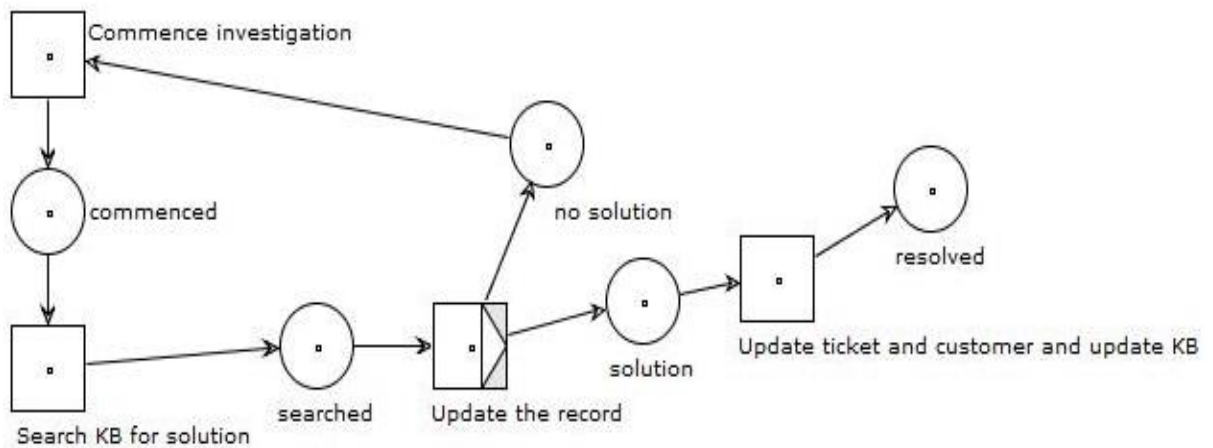 Commence investigation
commenced
no solution
resolved
Update ticket and customer and update KB
solution
searched
Update the record
Search KB for solution